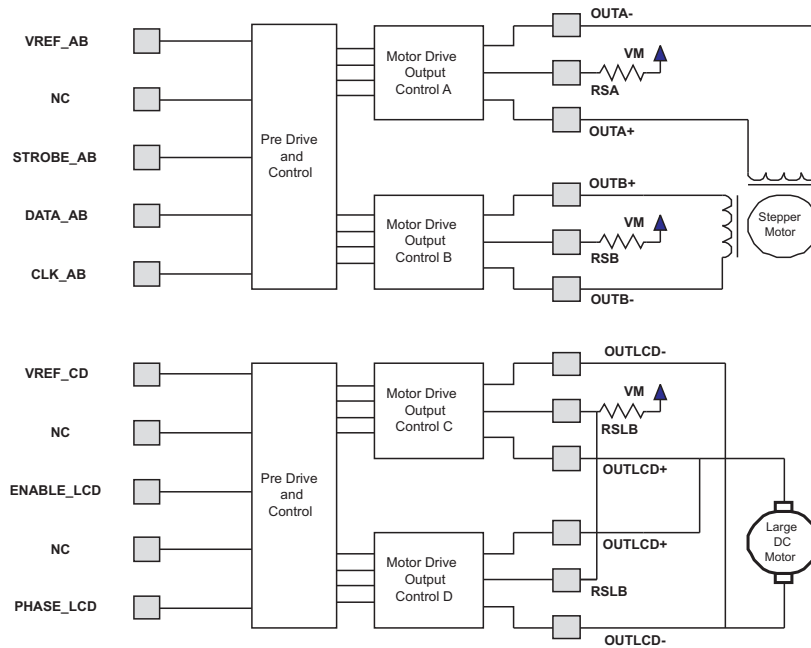 VREF_AB
NC
STROBE_AB
DATA_AB
CLK_AB
Pre Drive
and
Control
Motor Drive
Output
Control A
Motor Drive
Output
Control B
OUTA-
VM
RSA
OUTA+
OUTB+
VM
RSB
OUTB-
Stepper
Motor
VREF_CD
NC
ENABLE_LCD
NC
PHASE_LCD
Pre Drive
and
Control
Motor Drive
Output
Control C
Motor Drive
Output
Control D
OUTLCD-
VM
RSLB
OUTLCD+
OUTLCD+
RSLB
OUTLCD-
Large
DC
Motor